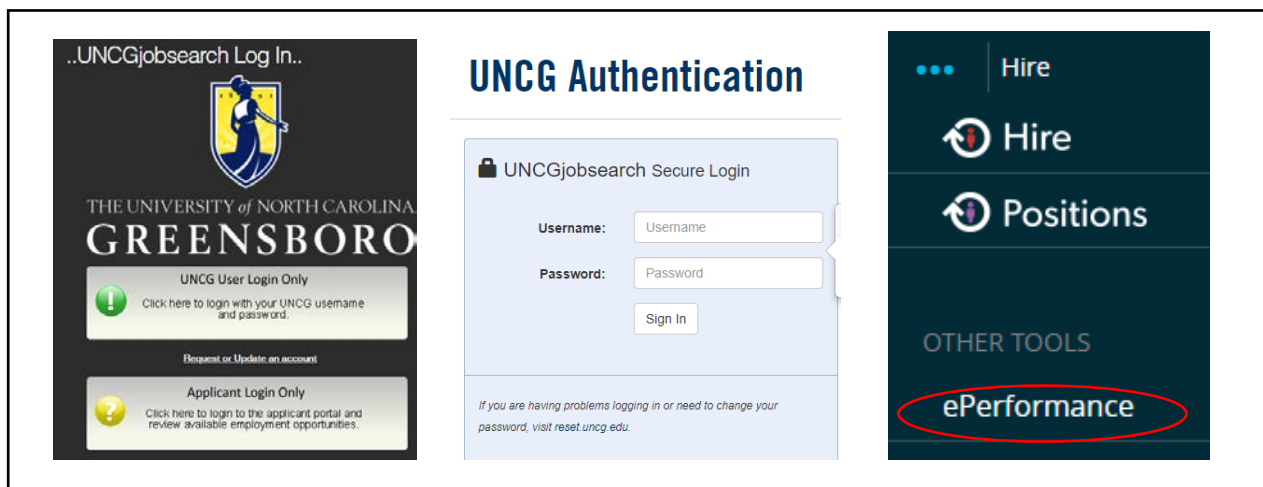 ..UNCGjobsearch Log In..
THE UNIVERSITY of NORTH CAROLINA
GREENSBORO
UNCG User Login Only
Click here to login with your UNCG username
and password.
Request or Update an account
Applicant Login Only
Click here to login to the applicant portal and
review available employment opportunities.
UNCG Authentication
UNCGjobsearch Secure Login
Username: Username
Password: Password
Sign In
If you are having problems logging in or need to change your
password, visit reset.uncg.edu.
Hire
Hire
Positions
OTHER TOOLS
ePerformance